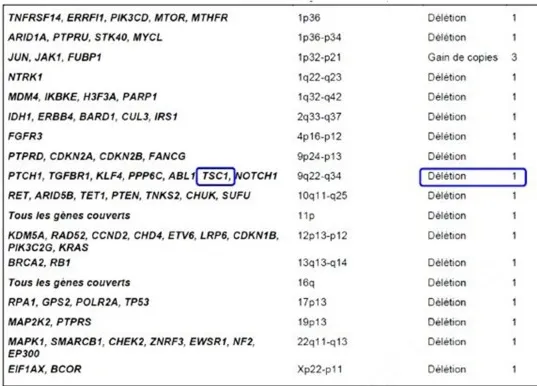 TNFRSF14, ERRFI1, PIK3CD, MTOR, MTHFR 1p36 Délétion 1
ARID1A, PTPRU, STK40, MYCL 1p36-p34 Délétion 1
JUN, JAK1, FUBP1 1p32-p21 Gain de copies 3
NTRK1 1q22-q23 Délétion 1
MDM4, IKBKE, H3F3A, PARP1 1q32-q42 Délétion 1
IDH1, ERBB4, BARD1, CUL3, IRS1 2q33-q37 Délétion 1
FGFR3 4p16-p12 Délétion 1
PTPRD, CDKN2A, CDKN2B, FANCG 9p24-p13 Délétion 1
PTCH1, TGFBR1, KLF4, PPP6C, ABL1 TSC1, NOTCH1 9q22-q34 Délétion 1
RET, ARID5B, TET1, PTEN, TNKS2, CHUK, SUFU 10q11-q25 Délétion 1
Tous les gènes couverts 11p Délétion 1
KDM5A, RAD52, CCND2, CHD4, ETV6, LRP6, CDKN1B, 12p13-p12 Délétion 1
PIK3C2G, KRAS
BRCA2, RB1 13q13-q14 Délétion 1
Tous les gènes couverts 16q Délétion 1
RPA1, GPS2, POLR2A, TP53 17p13 Délétion 1
MAP2K2, PTPRS 19p13 Délétion 1
MAPK1, SMARCB1, CHEK2, ZNRF3, EWSR1, NF2, 22q11-q13 Délétion 1
EP300
EIF1AX, BCOR Xp22-p11 Délétion 1